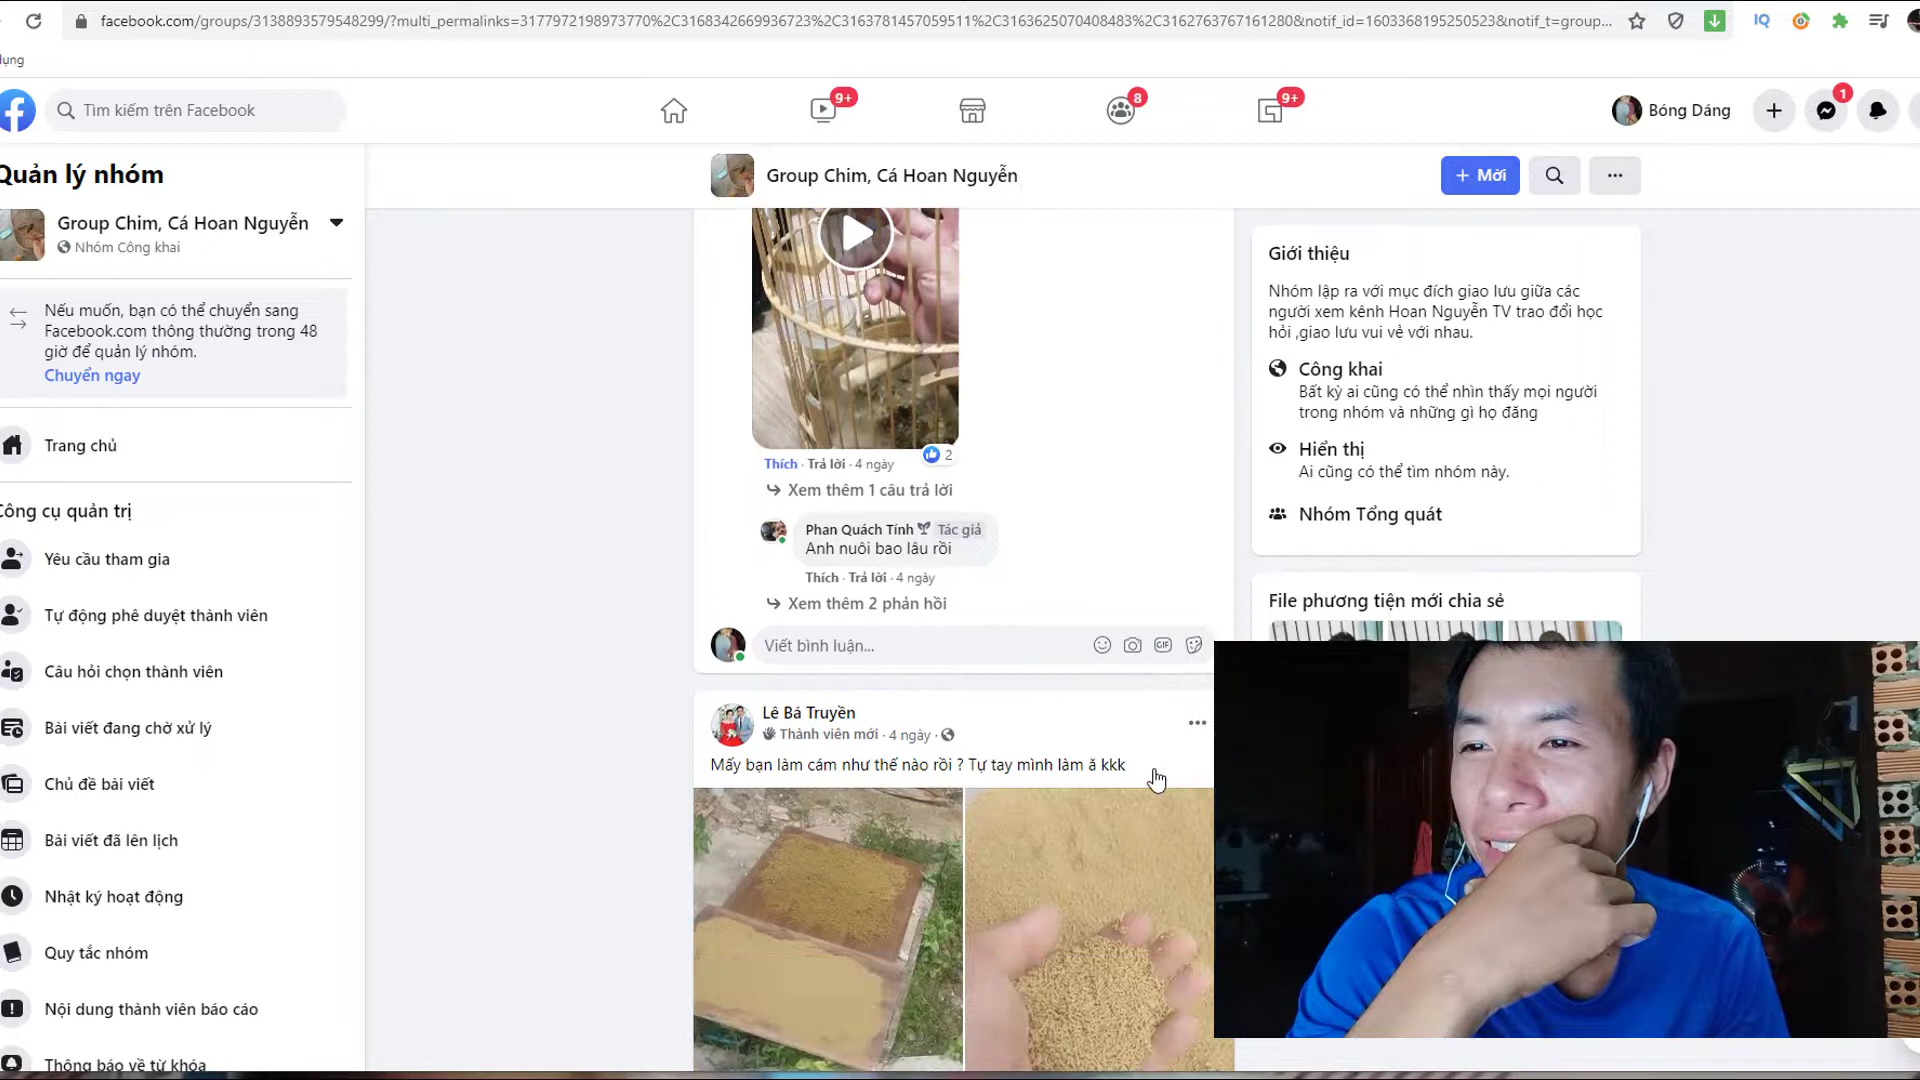 facebook.com/groups/3138893579548299/?multi_permalinks=3177972198973770%2C3168342669936723%2C3163781457059511%2C3163625070408483%2C3162763767161280&notif_id=1603368195250523&notif_t=group...
IQ
dụng
Tìm kiếm trên Facebook
9+
8
9+
Bóng Dáng
1
Quản lý nhóm
Group Chim, Cá Hoan Nguyễn
Nhóm Công khai
Nếu muốn, bạn có thể chuyển sang
Facebook.com thông thường trong 48
giờ để quản lý nhóm.
Chuyển ngay
Trang chủ
Công cụ quản trị
Yêu cầu tham gia
Tự động phê duyệt thành viên
Câu hỏi chọn thành viên
Bài viết đang chờ xử lý
Chủ đề bài viết
Bài viết đã lên lịch
Nhật ký hoạt động
Quy tắc nhóm
Nội dung thành viên báo cáo
Thông báo về từ khóa
Group Chim, Cá Hoan Nguyễn
+ Mời
Thích · Trả lời · 4 ngày
2
Xem thêm 1 câu trả lời
Phan Quách Tính Tác giả
Anh nuôi bao lâu rồi
Thích · Trả lời · 4 ngày
Xem thêm 2 phản hồi
Viết bình luận...
GIF
Lê Bá Truyền
Thành viên mới · 4 ngày ·
Mấy bạn làm cám như thế nào rồi ? Tự tay mình làm ă kkk
Giới thiệu
Nhóm lập ra với mục đích giao lưu giữa các
người xem kênh Hoan Nguyễn TV trao đổi học
hỏi ,giao lưu vui vẻ với nhau.
Công khai
Bất kỳ ai cũng có thể nhìn thấy mọi người
trong nhóm và những gì họ đăng
Hiển thị
Ai cũng có thể tìm nhóm này.
Nhóm Tổng quát
File phương tiện mới chia sẻ